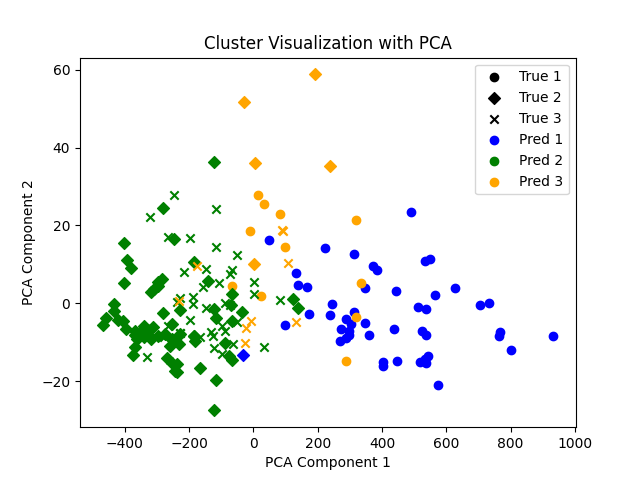 Cluster Visualization with PCA
True 1
True 2
True 3
Pred 1
Pred 2
Pred 3
PCA Component 2
60
40
20
0
−20
−400
−200
0
200
400
600
800
1000
PCA Component 1